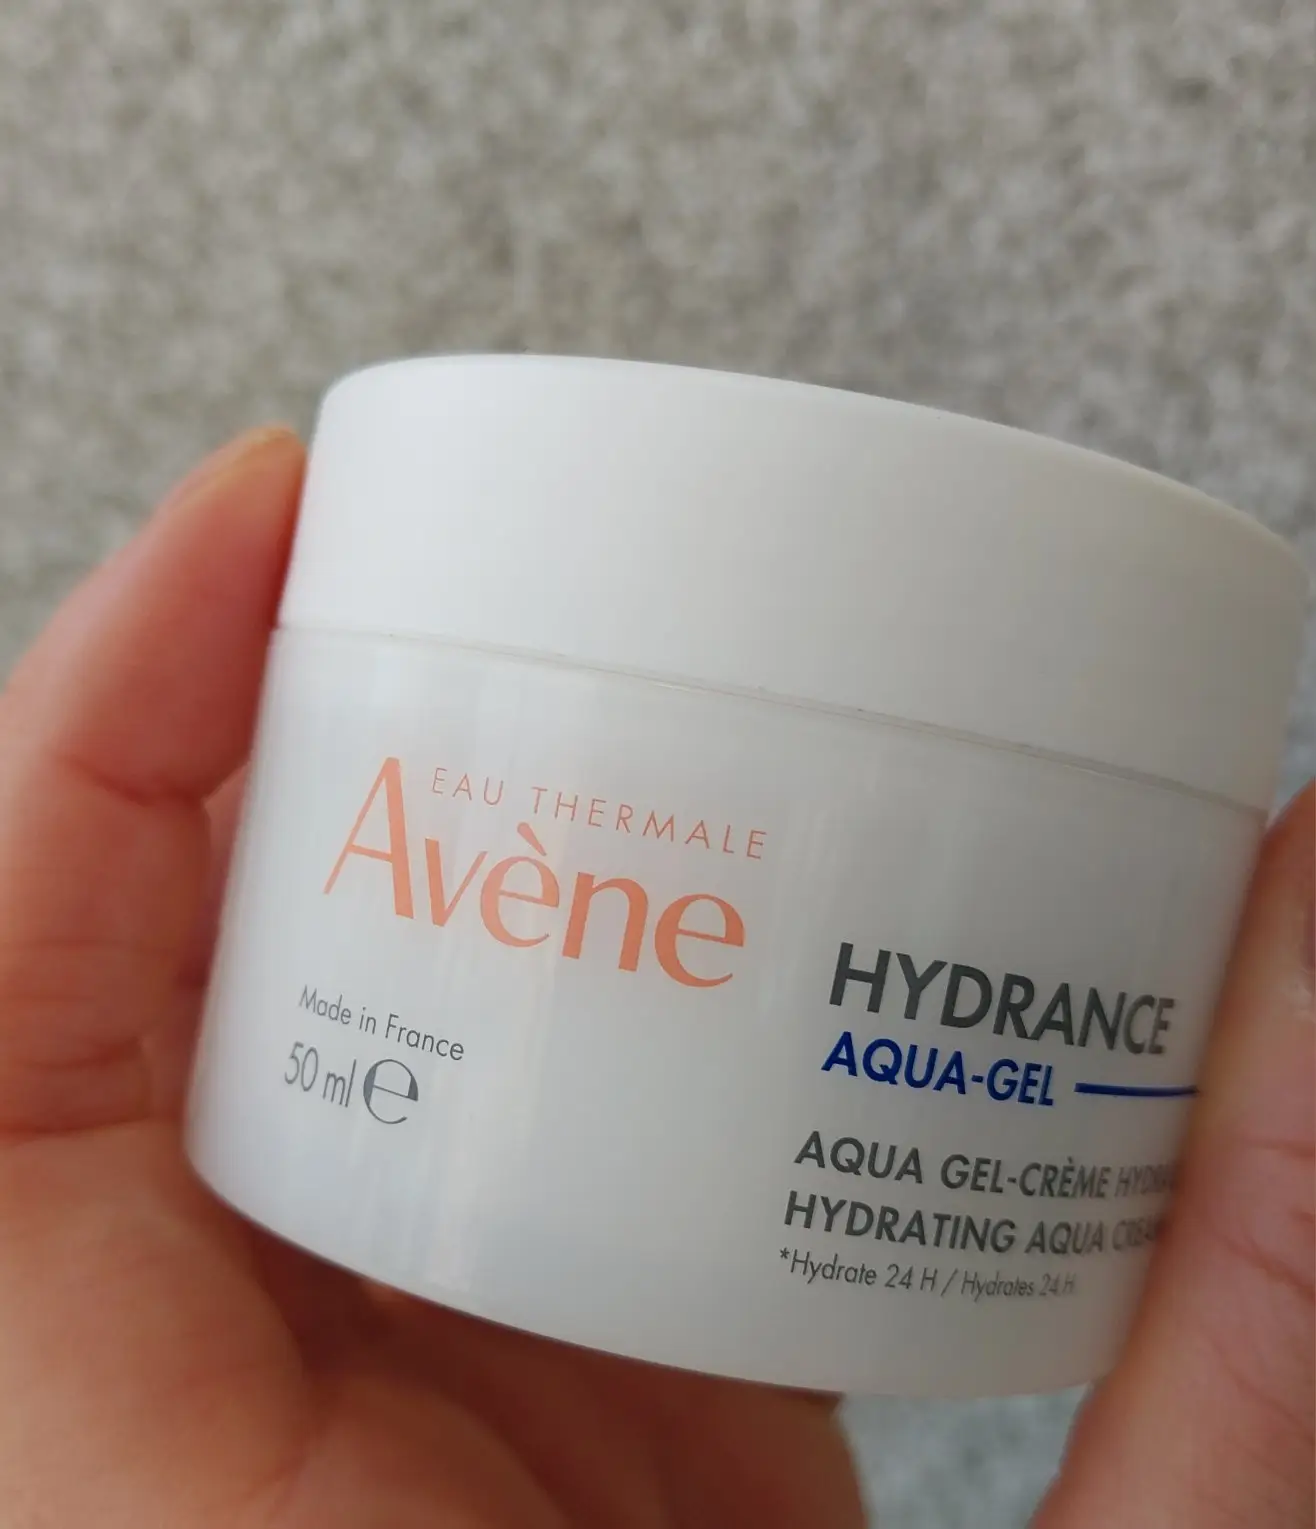 EAU THERMALE
Avène
Made in France
50 ml e
HYDRANCE
AQUA-GEL
AQUA GEL-CRÈME
HYDRATING AQUA
*Hydrate 24 H / Hydrates 24 H